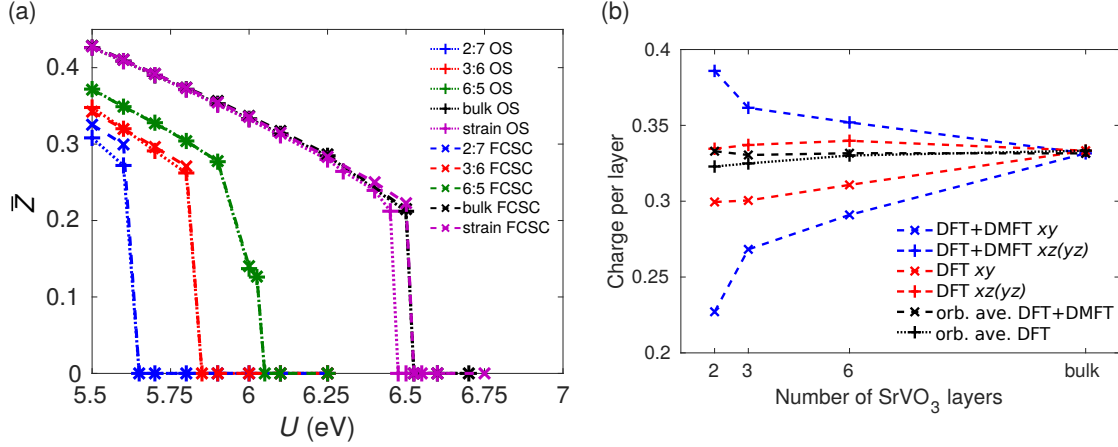 (a)
Z̅
0.4
0.3
0.2
0.1
0
5.5
5.75
6
6.25
6.5
6.75
7
U (eV)
2:7 OS
3:6 OS
6:5 OS
bulk OS
strain OS
2:7 FCSC
3:6 FCSC
6:5 FCSC
bulk FCSC
strain FCSC
(b)
Charge per layer
0.4
0.35
0.3
0.25
0.2
2
3
6
bulk
Number of SrVO₃ layers
DFT+DMFT xy
DFT+DMFT xz(yz)
DFT xy
DFT xz(yz)
orb. ave. DFT+DMFT
orb. ave. DFT